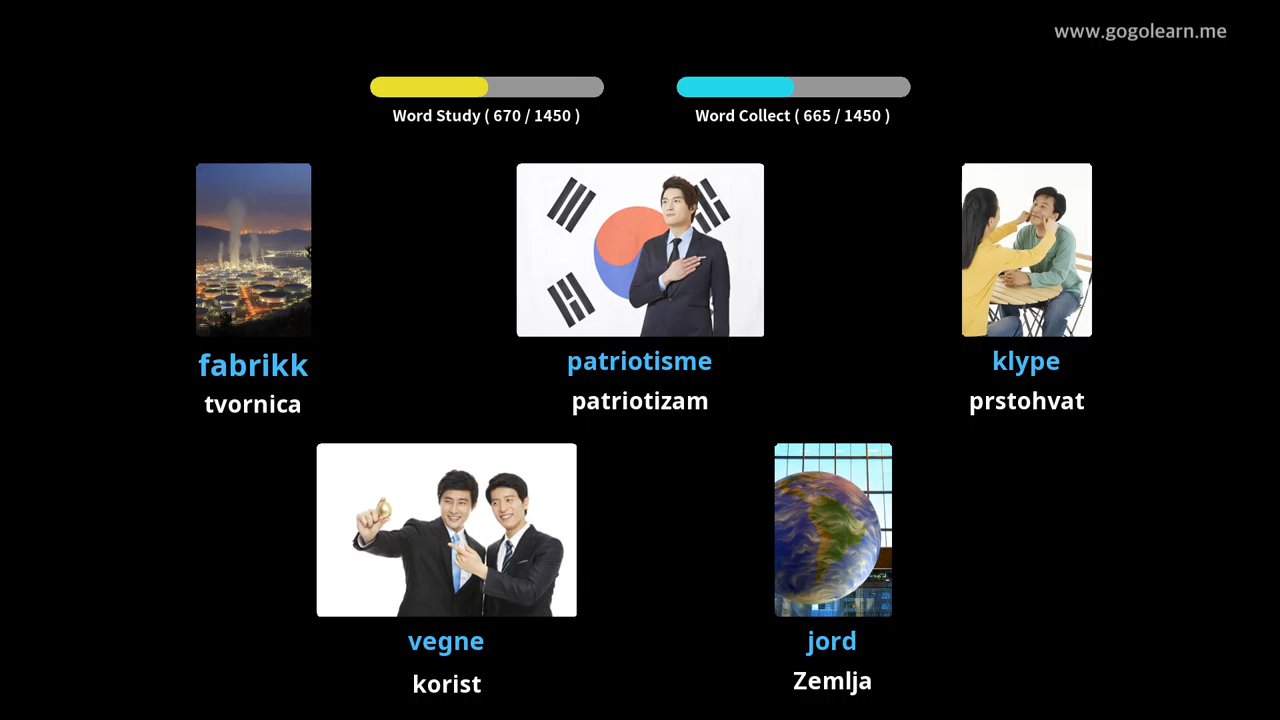 www.gogolearn.me
Word Study ( 670 / 1450 )
Word Collect ( 665 / 1450 )
fabrikk
tvornica
patriotisme
patriotizam
klype
prstohvat
vegne
korist
jord
Zemlja